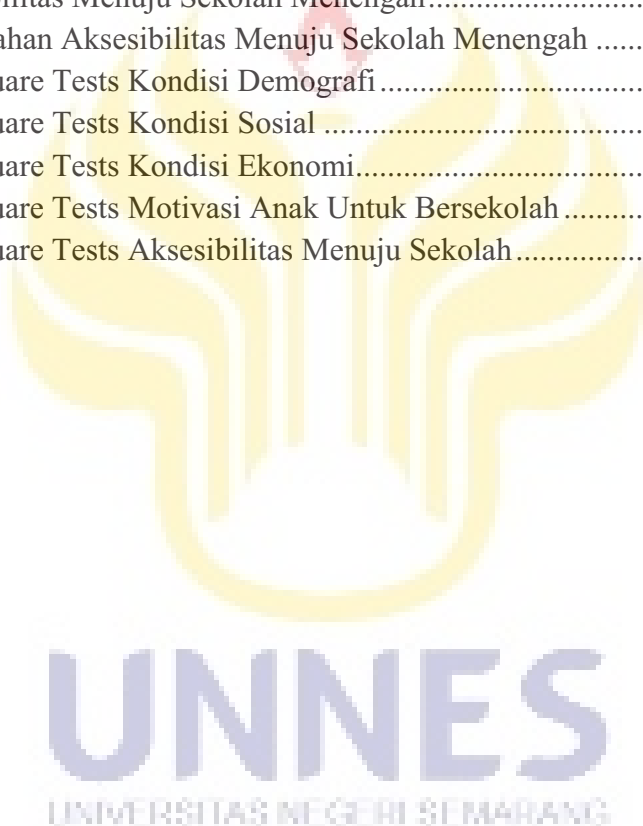 bilitas Menuju Sekolah Menengah..........................
ahan Aksesibilitas Menuju Sekolah Menengah ......
uare Tests Kondisi Demografi.................................
uare Tests Kondisi Sosial ........................................
uare Tests Kondisi Ekonomi....................................
uare Tests Motivasi Anak Untuk Bersekolah ..........
uare Tests Aksesibilitas Menuju Sekolah................
UNNES
UNIVERSITAS NEGERI SEMARANG